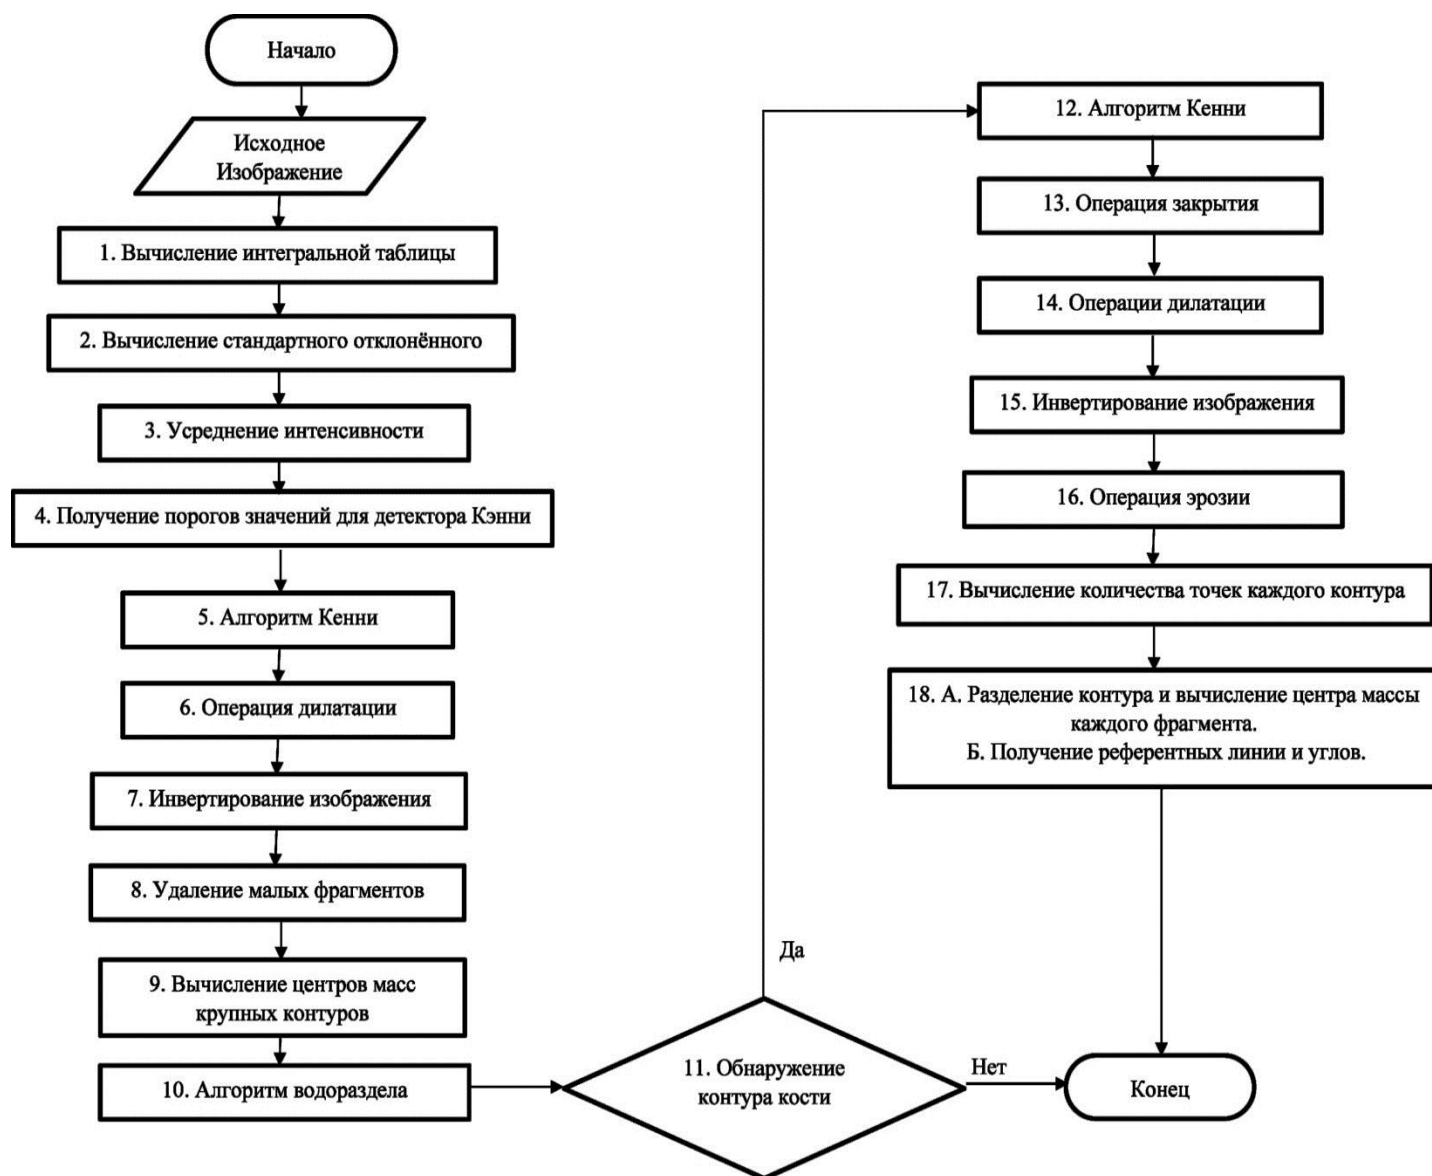 Начало
Исходное
Изображение
1. Вычисление интегральной таблицы
2. Вычисление стандартного отклонённого
3. Усреднение интенсивности
4. Получение порогов значений для детектора Кэнни
5. Алгоритм Кенни
6. Операция дилатации
7. Инвертирование изображения
8. Удаление малых фрагментов
9. Вычисление центров масс
крупных контуров
10. Алгоритм водораздела
11. Обнаружение
контура кости
Да
Нет
12. Алгоритм Кенни
13. Операция закрытия
14. Операции дилатации
15. Инвертирование изображения
16. Операция эрозии
17. Вычисление количества точек каждого контура
18. А. Разделение контура и вычисление центра массы
каждого фрагмента.
Б. Получение референтных линии и углов.
Конец